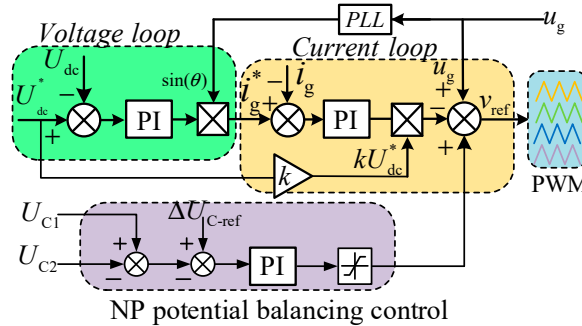 PLL
u_g
Voltage loop
Current loop
U_dc
U*_dc
−
+
PI
sin(θ)
i*_g
−
i_g
+
PI
u_g
+
−
+
v_ref
k
kU*_dc
PWM
U_C1
U_C2
+
−
ΔU_C-ref
+
−
PI
NP potential balancing control